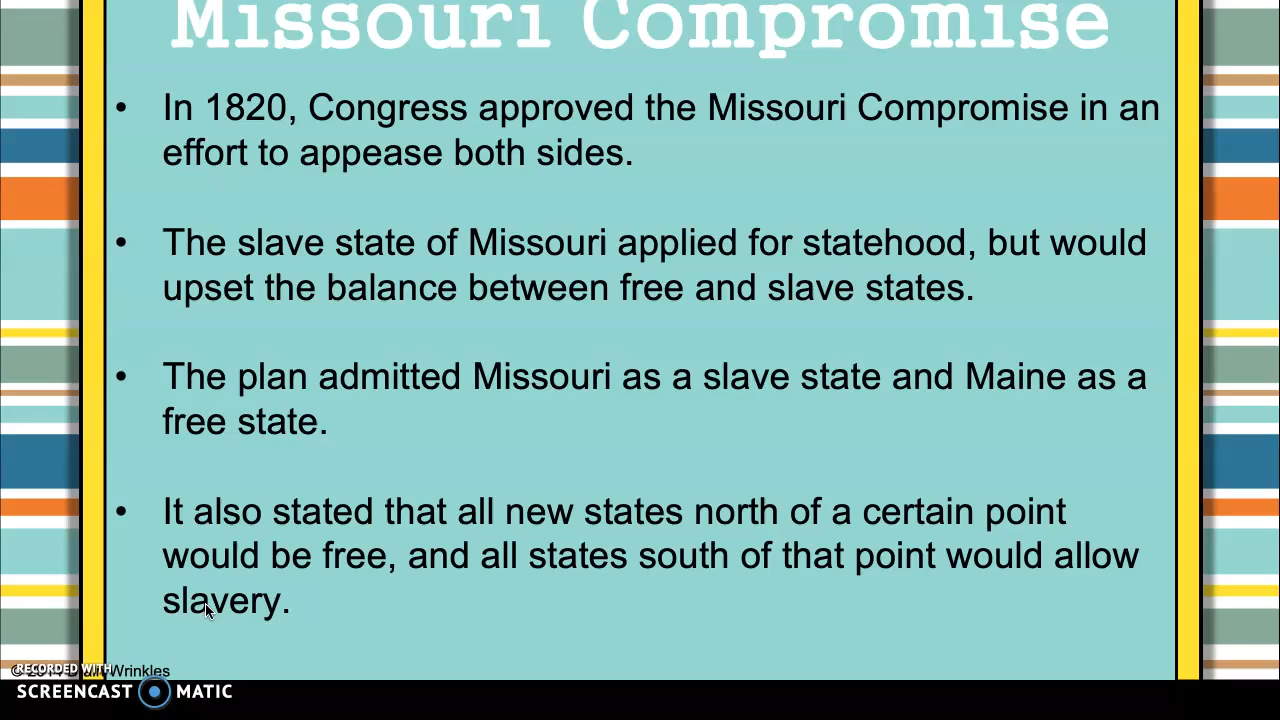 Missouri Compromise
• In 1820, Congress approved the Missouri Compromise in an
effort to appease both sides.
• The slave state of Missouri applied for statehood, but would
upset the balance between free and slave states.
• The plan admitted Missouri as a slave state and Maine as a
free state.
• It also stated that all new states north of a certain point
would be free, and all states south of that point would allow
slavery.
RECORDED WITH
Wrinkles
SCREENCAST MATIC